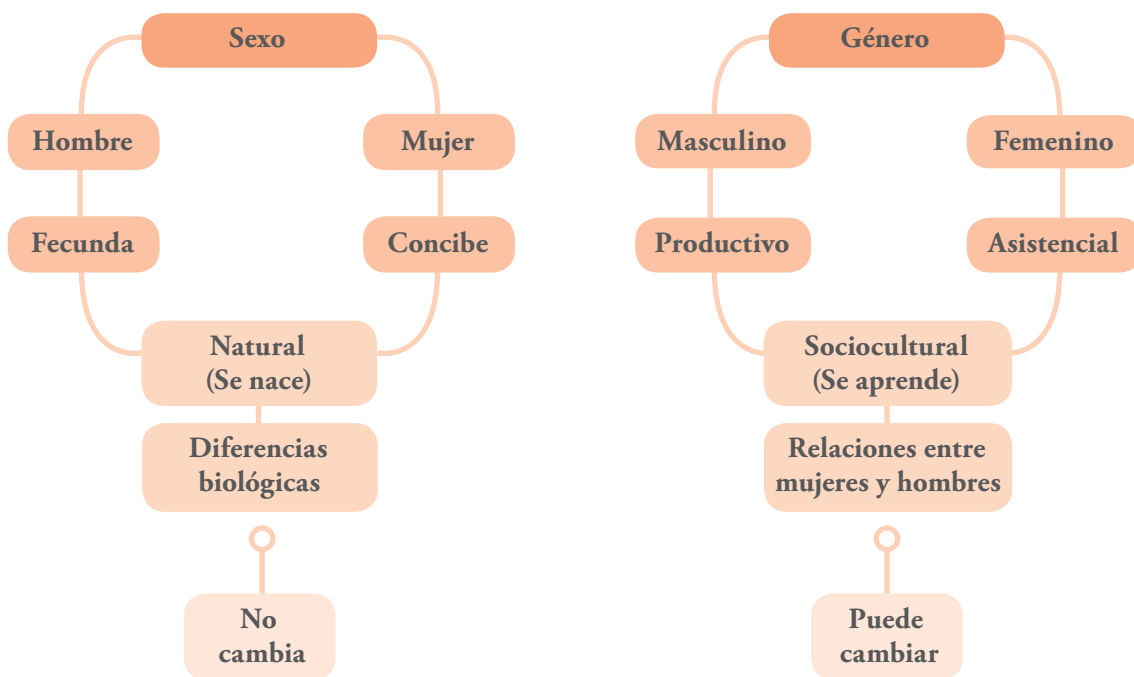 Sexo
Hombre
Mujer
Fecunda
Concibe
Natural
(Se nace)
Diferencias
biológicas
No
cambia
Género
Masculino
Femenino
Productivo
Asistencial
Sociocultural
(Se aprende)
Relaciones entre
mujeres y hombres
Puede
cambiar